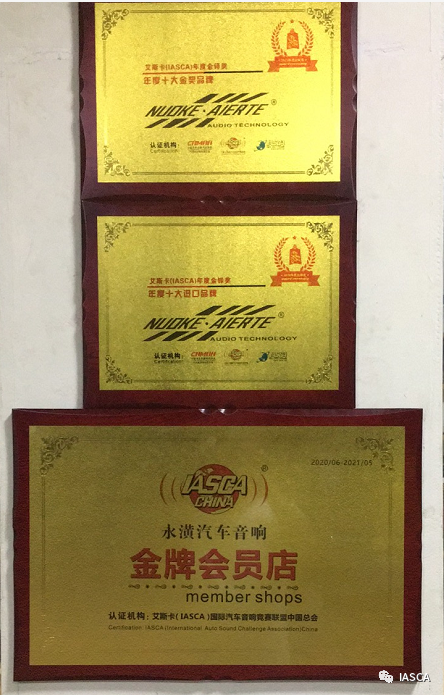 艾斯卡(IASCA)年度金锋奖
年度十大金奖品牌
NUOKE·AIERTE®
AUDIO TECHNOLOGY
认证机构：
Certification
艾斯卡(IASCA)年度金锋奖
年度十大进口品牌
NUOKE·AIERTE®
AUDIO TECHNOLOGY
认证机构：
Certification
2020/06-2021/05
IASCA®
CHINA
永潢汽车音响
金牌会员店
member shops
认证机构：艾斯卡(IASCA)国际汽车音响竞赛联盟中国总会
Certification: IASCA (International Auto Sound Challenge Association)China
IASCA